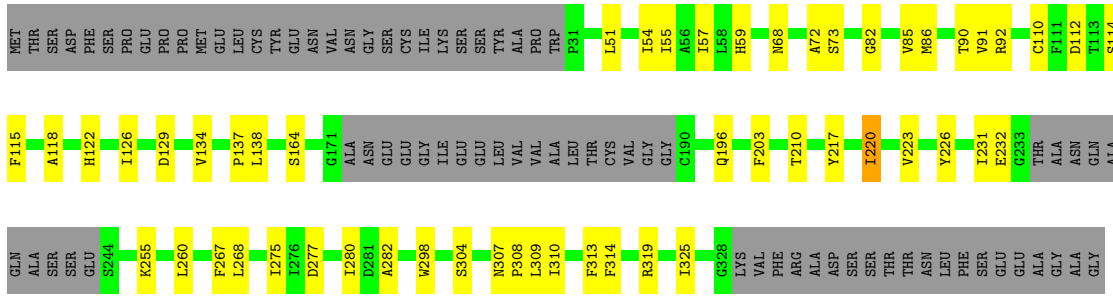 MET THR SER ASP PHE SER PRO GLU PRO PRO MET GLU LEU CYS TYR GLU ASN VAL ASN GLY SER CYS ILE LYS SER SER TYR ALA PRO TRP P31 L51 I54 I55 A56 I57 L58 H59 N68 A72 S73 G82 V85 M86 T90 V91 R92 C110 F111 D112 T113 S114
F115 A118 H122 I126 D129 V134 P137 L138 S164 G171 ALA ASN GLU GLU GLY ILE GLU GLU LEU VAL VAL ALA LEU THR CYS VAL GLY GLY C190 Q196 F203 T210 Y217 I220 V223 Y226 I231 E232 G233 THR ALA ASN GLN ALA
GLN ALA SER SER GLU S244 K255 L260 F267 L268 I275 I276 D277 I280 D281 A282 W298 S304 N307 P308 L309 I310 F313 F314 R319 I325 G328 LYS VAL PHE ARG ALA ASP SER SER THR THR ASN LEU PHE SER GLU GLU ALA GLY ALA GLY